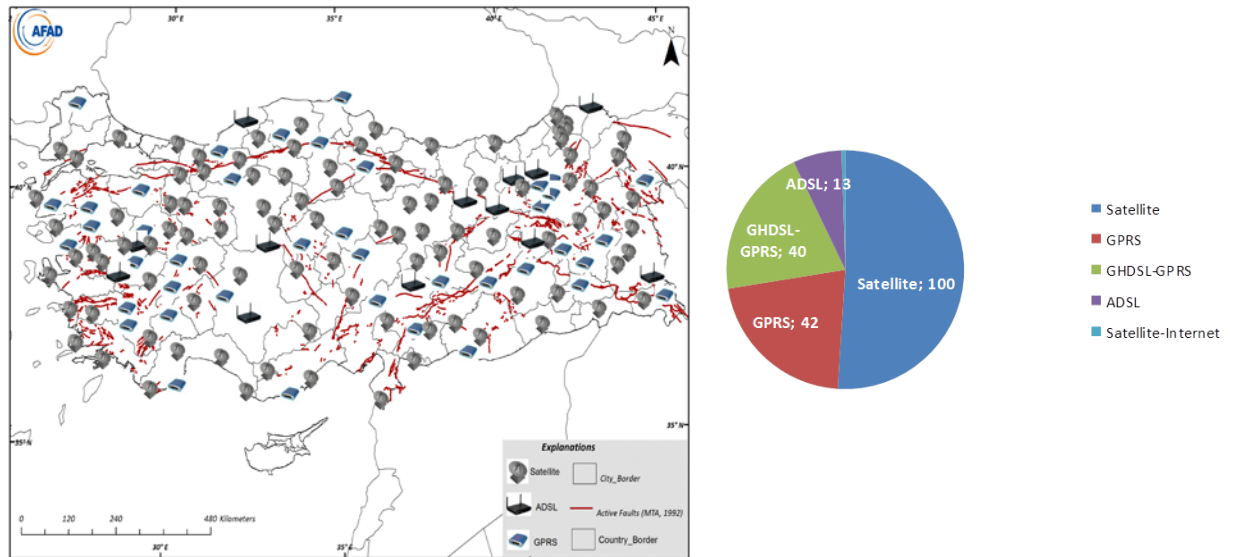 AFAD
30° E
35° E
40° E
45° E
N
40° N
40° N
35° N
35° N
Explanations
Satellite
City_Border
ADSL
Active Faults (MTA, 1992)
GPRS
Country_Border
0 120 240 480 Kilometers
30° E
35° E
ADSL; 13
GHDSL-
GPRS; 40
Satellite; 100
GPRS; 42
Satellite
GPRS
GHDSL-GPRS
ADSL
Satellite-Internet